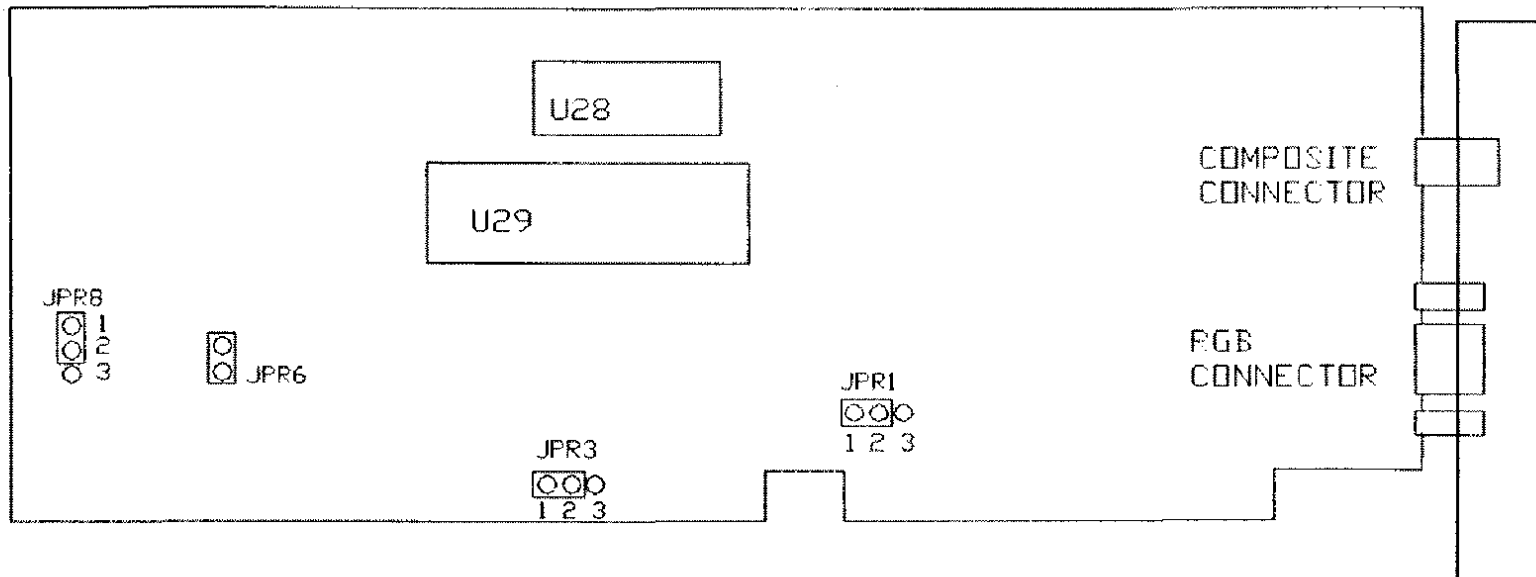 U28
COMPOSITE
CONNECTOR
U29
JPR8
1
2
3
JPR6
RGB
CONNECTOR
JPR1
1 2 3
JPR3
1 2 3